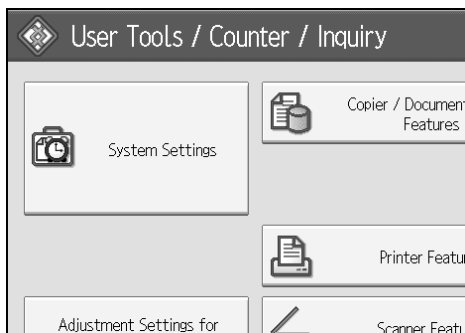 User Tools / Counter / Inquiry
System Settings
Copier / Document
Features
Printer Featu
Adjustment Settings for
Scanner Featu